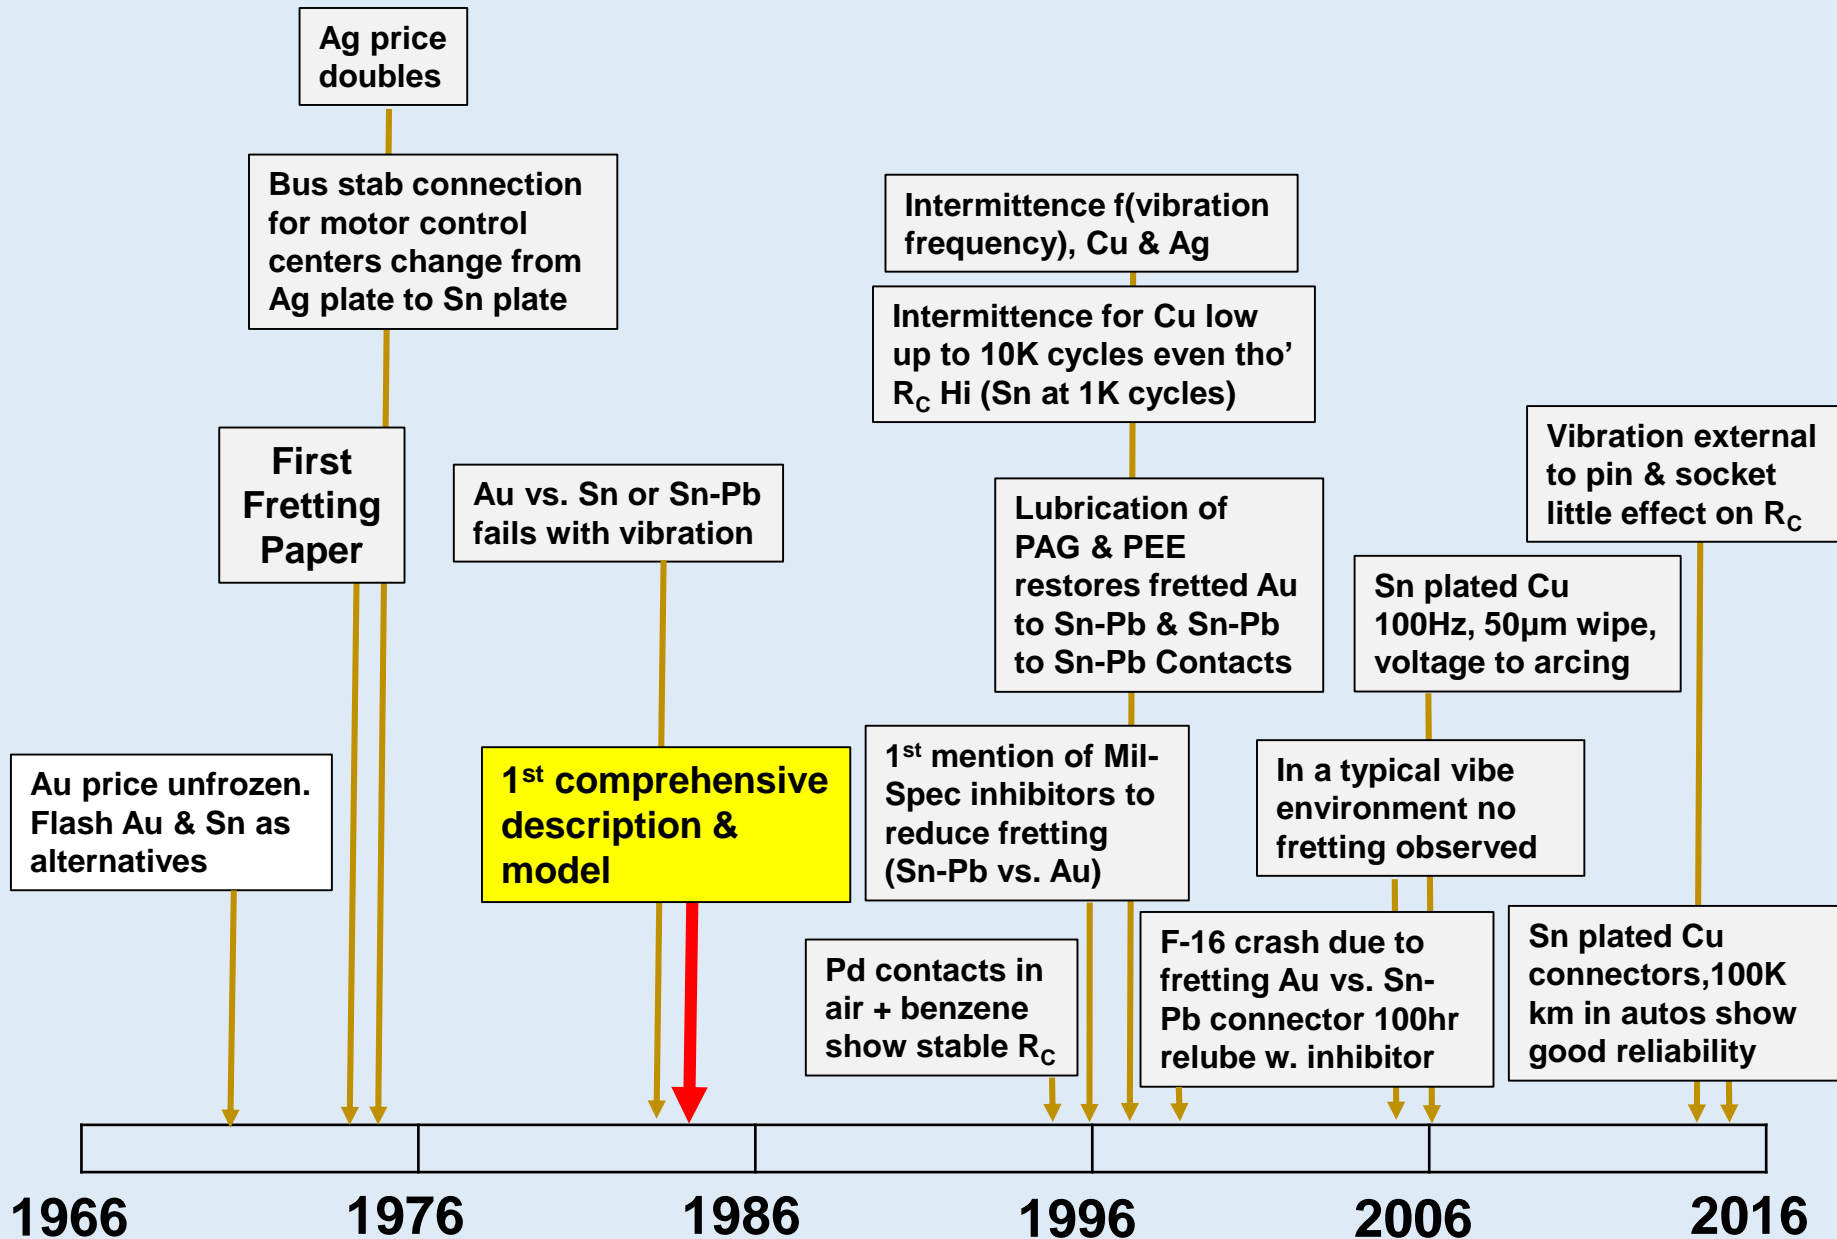 Ag price
doubles
Bus stab connection
for motor control
centers change from
Ag plate to Sn plate
First
Fretting
Paper
Au price unfrozen.
Flash Au & Sn as
alternatives
Au vs. Sn or Sn-Pb
fails with vibration
1st comprehensive
description &
model
Intermittence f(vibration
frequency), Cu & Ag
Intermittence for Cu low
up to 10K cycles even tho’
RC Hi (Sn at 1K cycles)
Lubrication of
PAG & PEE
restores fretted Au
to Sn-Pb & Sn-Pb
to Sn-Pb Contacts
1st mention of Mil-
Spec inhibitors to
reduce fretting
(Sn-Pb vs. Au)
Pd contacts in
air + benzene
show stable RC
F-16 crash due to
fretting Au vs. Sn-
Pb connector 100hr
relube w. inhibitor
Sn plated Cu
100Hz, 50µm wipe,
voltage to arcing
In a typical vibe
environment no
fretting observed
Vibration external
to pin & socket
little effect on RC
Sn plated Cu
connectors,100K
km in autos show
good reliability
1966 1976 1986 1996 2006 2016